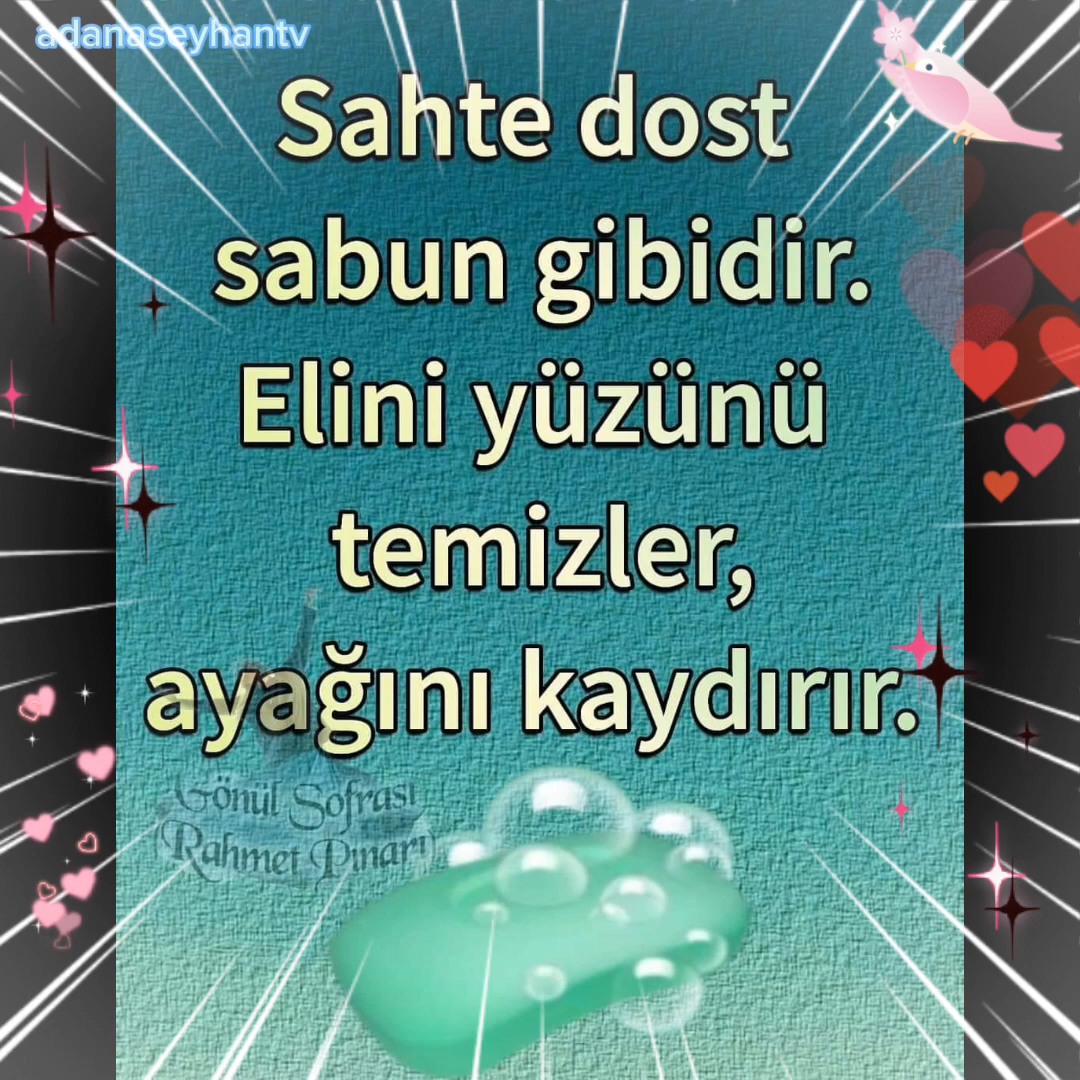 adanaseyhantv
Sahte dost
sabun gibidir.
Elini yüzünü
temizler,
ayağını kaydırır.
Gönül Sofrası
Rahmet Pınarı